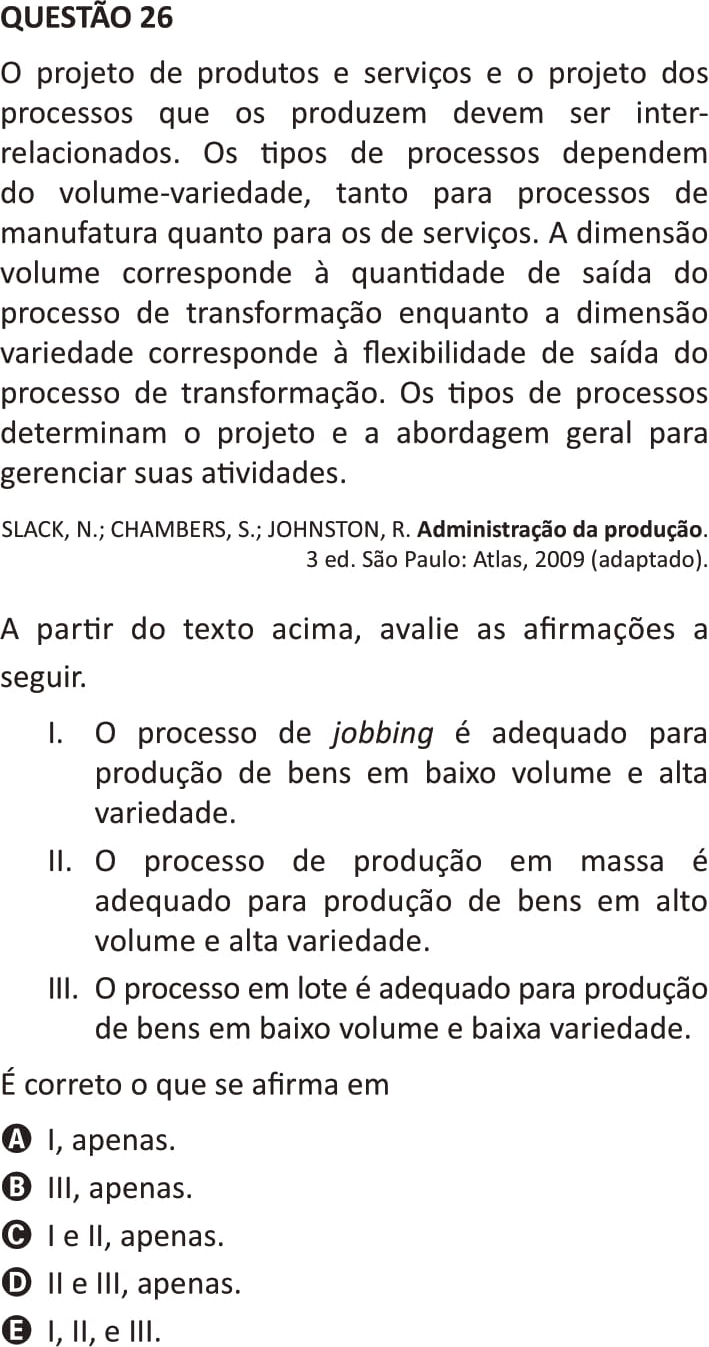 QUESTÃO 26
O projeto de produtos e serviços e o projeto dos
processos que os produzem devem ser inter-
relacionados. Os tipos de processos dependem
do volume-variedade, tanto para processos de
manufatura quanto para os de serviços. A dimensão
volume corresponde à quantidade de saída do
processo de transformação enquanto a dimensão
variedade corresponde à flexibilidade de saída do
processo de transformação. Os tipos de processos
determinam o projeto e a abordagem geral para
gerenciar suas atividades.
SLACK, N.; CHAMBERS, S.; JOHNSTON, R. Administração da produção.
3 ed. São Paulo: Atlas, 2009 (adaptado).
A partir do texto acima, avalie as afirmações a
seguir.
I. O processo de jobbing é adequado para
produção de bens em baixo volume e alta
variedade.
II. O processo de produção em massa é
adequado para produção de bens em alto
volume e alta variedade.
III. O processo em lote é adequado para produção
de bens em baixo volume e baixa variedade.
É correto o que se afirma em
A I, apenas.
B III, apenas.
C I e II, apenas.
D II e III, apenas.
E I, II, e III.